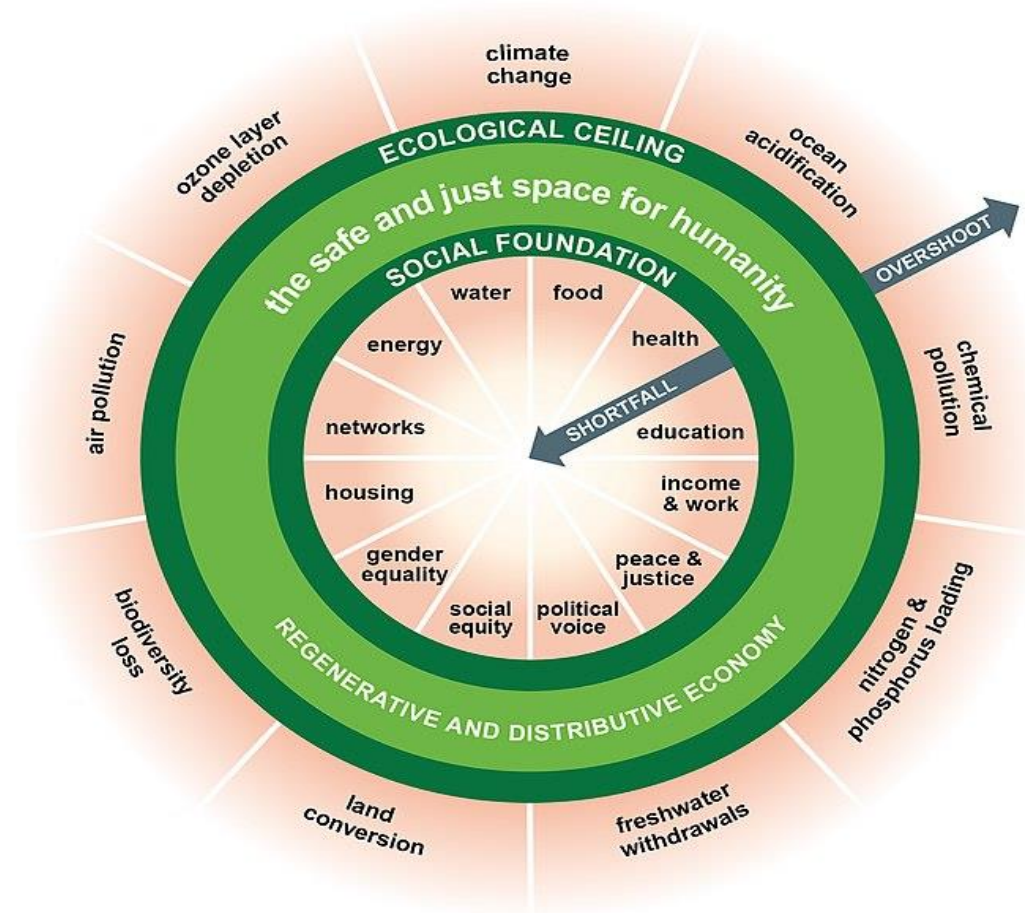 climate
change
ocean
acidification
chemical
pollution
nitrogen &
phosphorus loading
freshwater
withdrawals
land
conversion
biodiversity
loss
air pollution
ozone layer
depletion
OVERSHOOT
ECOLOGICAL CEILING
the safe and just space for humanity
SOCIAL FOUNDATION
water
food
health
SHORTFALL
education
income
& work
peace &
justice
political
voice
social
equity
gender
equality
housing
networks
energy
REGENERATIVE AND DISTRIBUTIVE ECONOMY